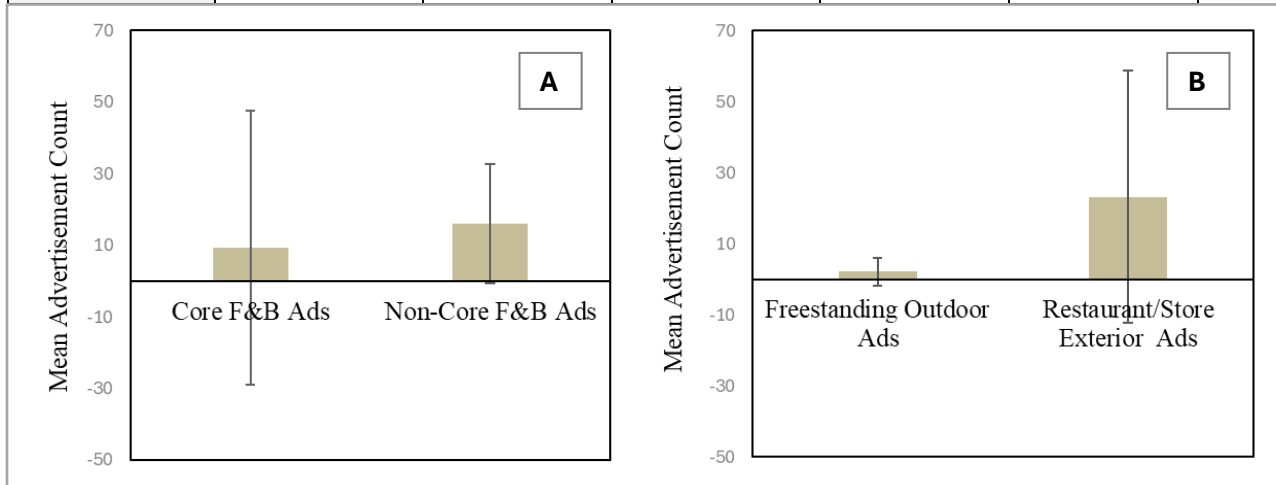 70
50
30
10
-10
-30
-50
Mean Advertisement Count
A
Core F&B Ads
Non-Core F&B Ads
70
50
30
10
-10
-30
-50
Mean Advertisement Count
B
Freestanding Outdoor
Ads
Restaurant/Store
Exterior Ads